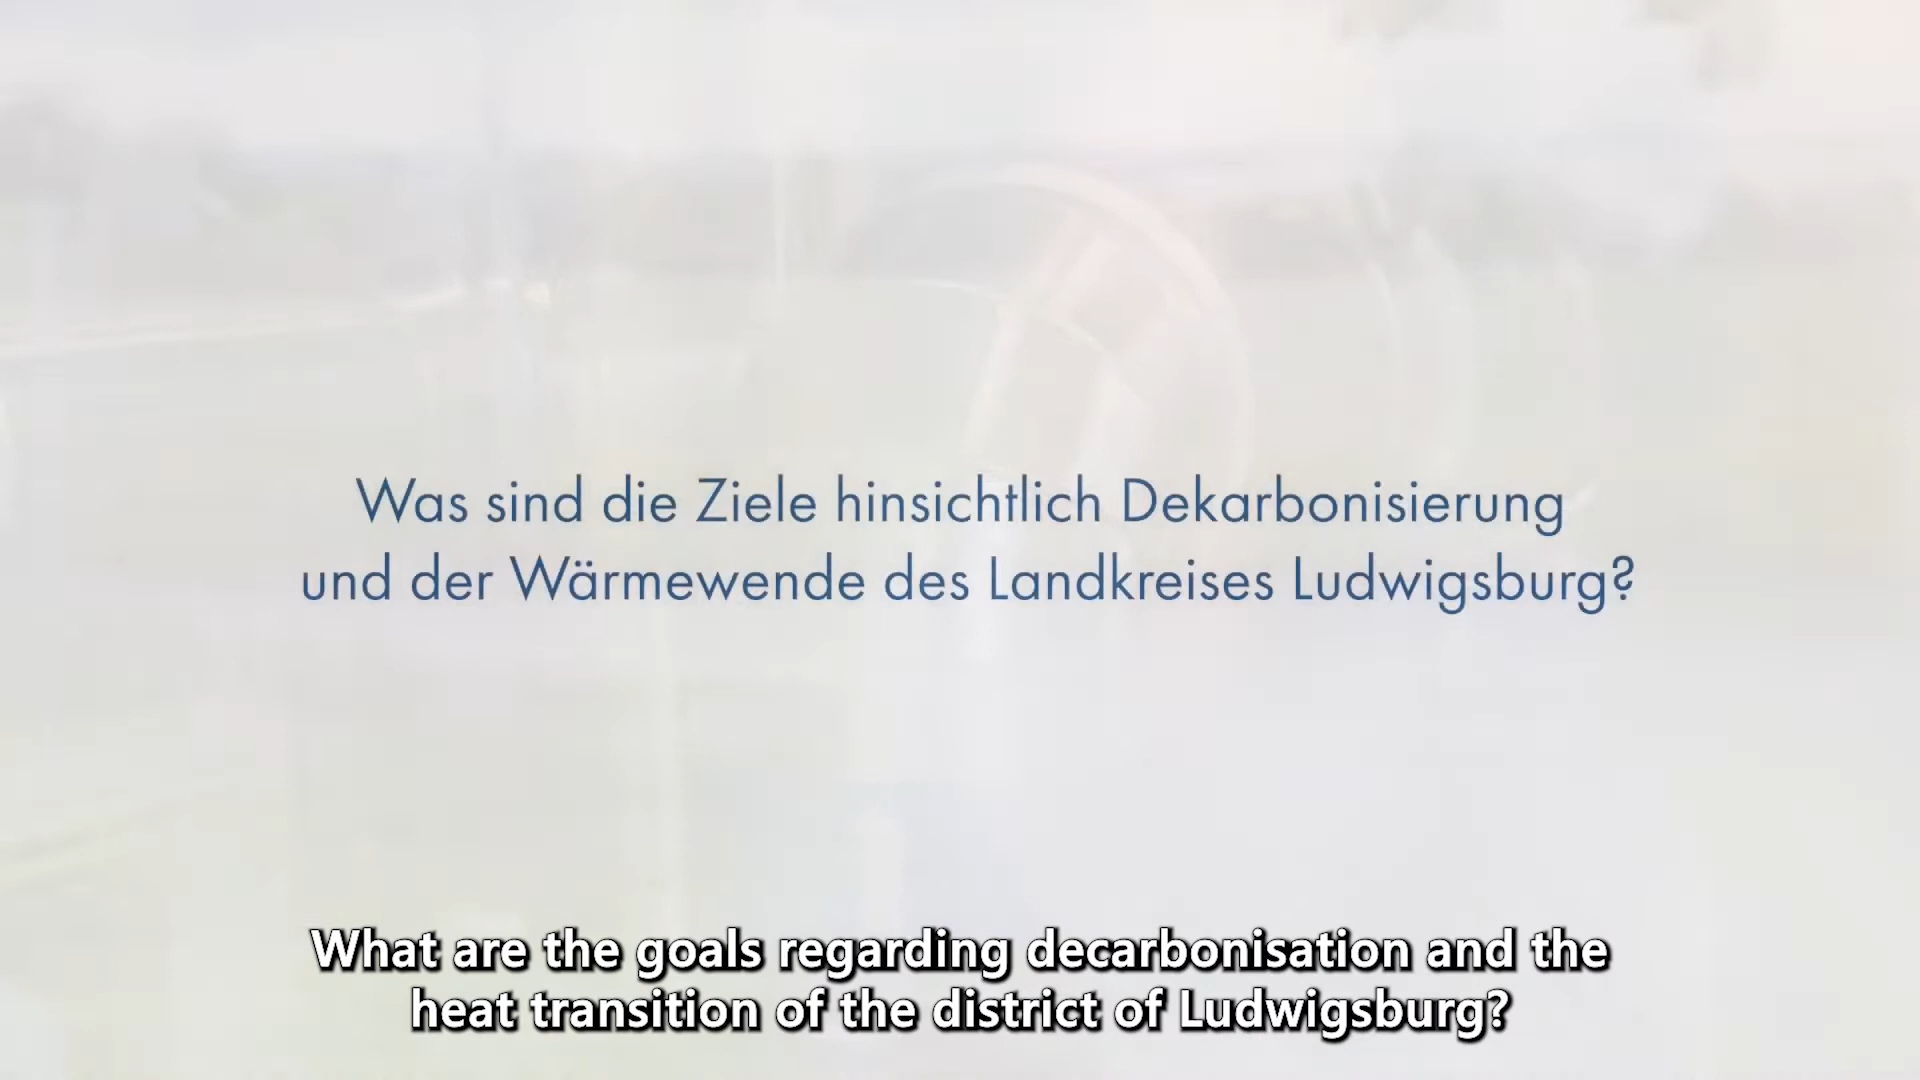 Was sind die Ziele hinsichtlich Dekarbonisierung
und der Wärmewende des Landkreises Ludwigsburg?
What are the goals regarding decarbonisation and the
heat transition of the district of Ludwigsburg?